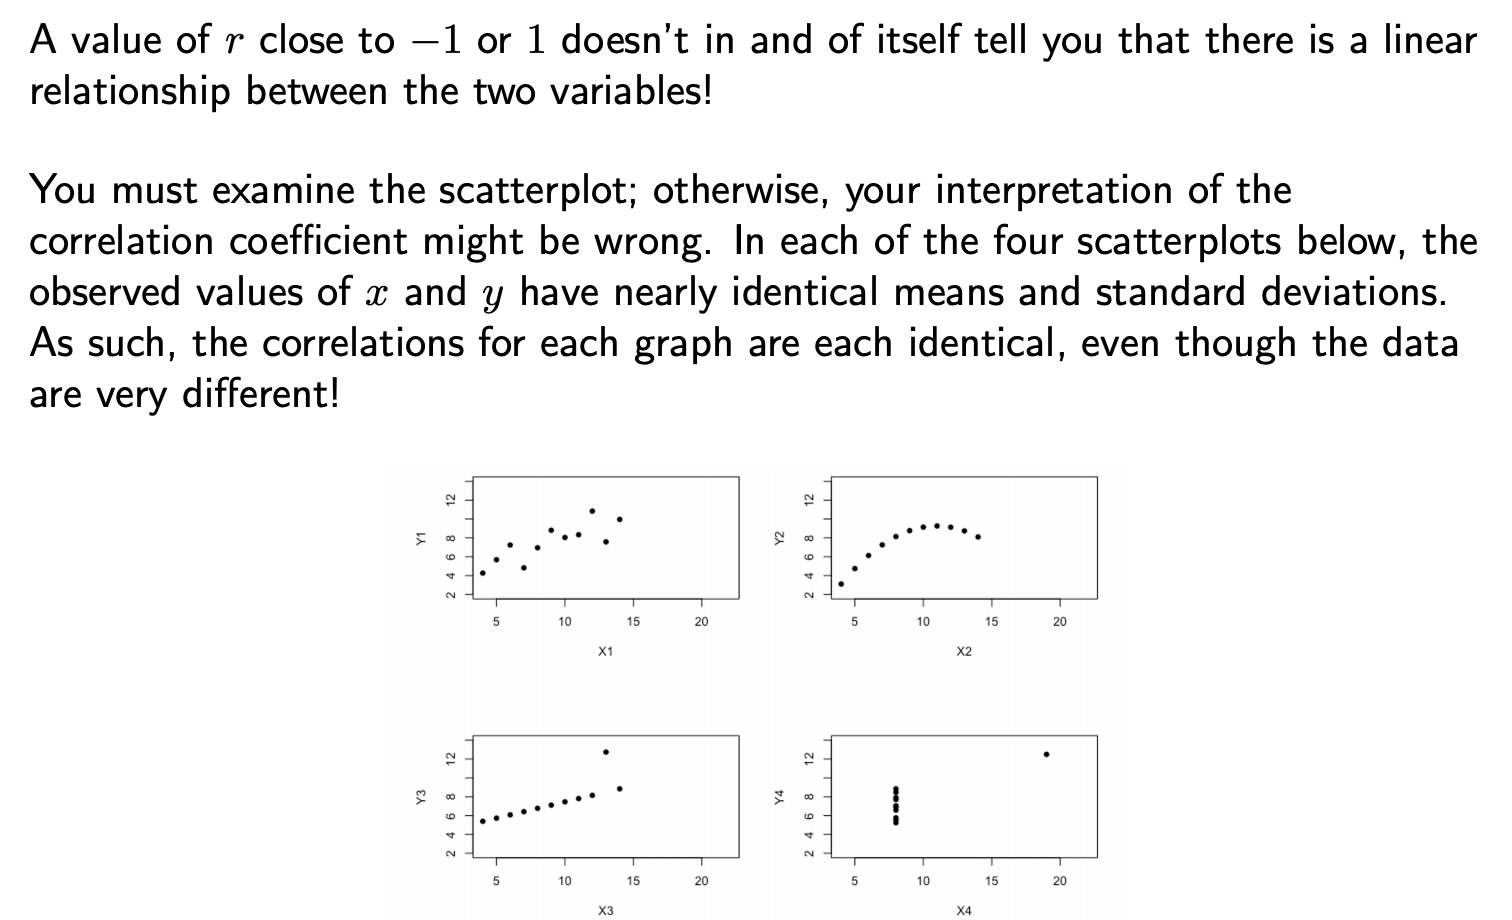 A value of r close to −1 or 1 doesn't in and of itself tell you that there is a linear
relationship between the two variables!
You must examine the scatterplot; otherwise, your interpretation of the
correlation coefficient might be wrong. In each of the four scatterplots below, the
observed values of x and y have nearly identical means and standard deviations.
As such, the correlations for each graph are each identical, even though the data
are very different!
Y1
2 4 6 8 12
5 10 15 20
X1
Y2
2 4 6 8 12
5 10 15 20
X2
Y3
2 4 6 8 12
5 10 15 20
X3
Y4
2 4 6 8 12
5 10 15 20
X4